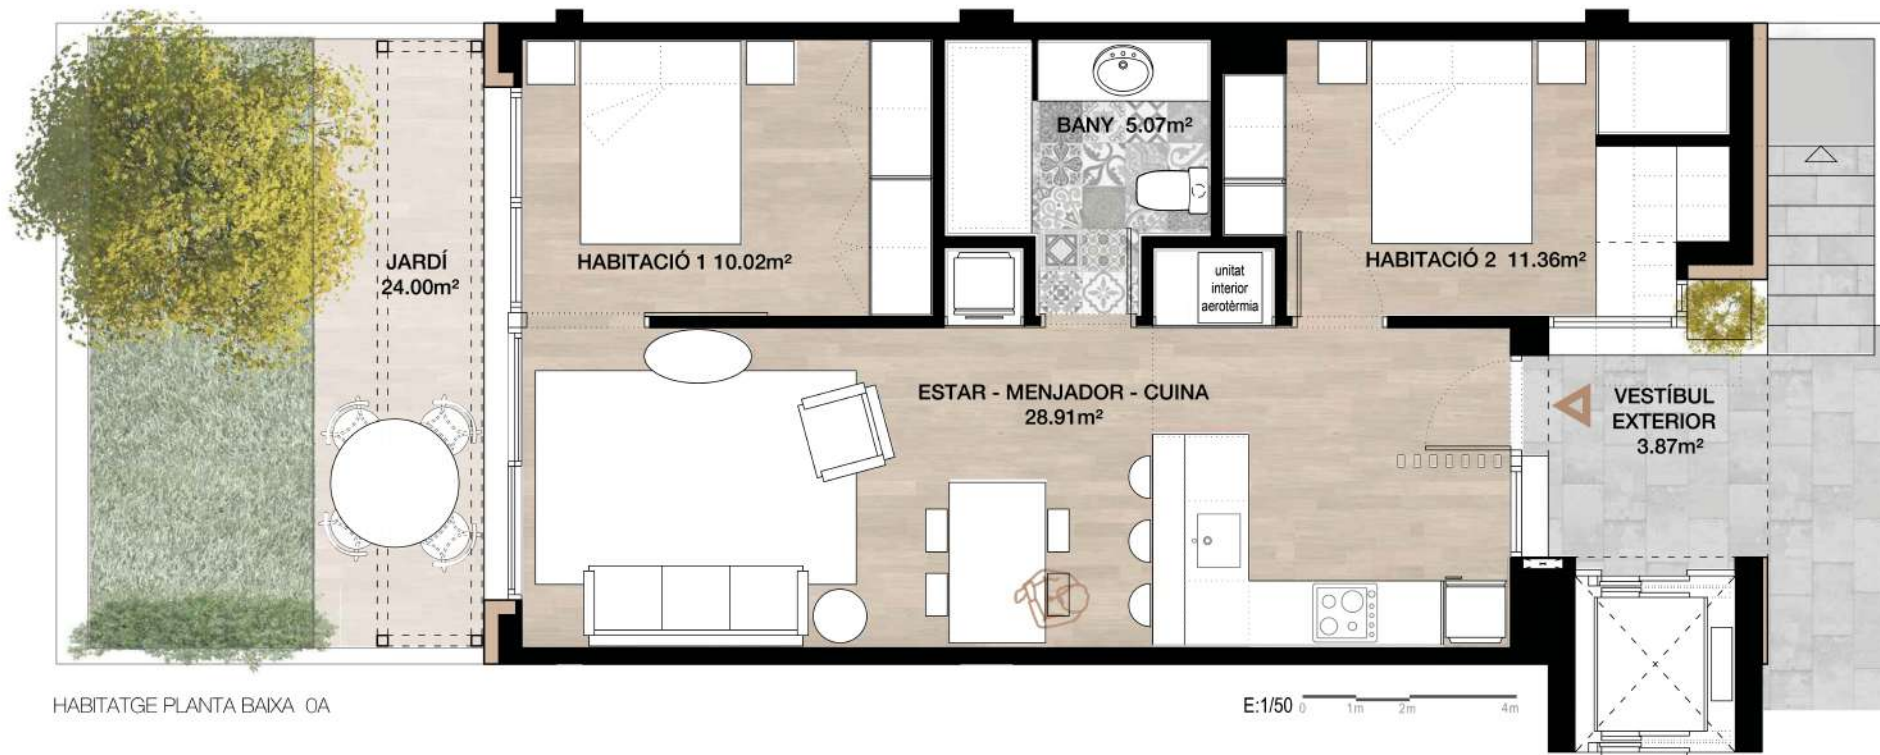 BANY 5.07m²
HABITACIÓ 1 10.02m²
JARDÍ
24.00m²
unitat
interior
aerotèrmia
HABITACIÓ 2 11.36m²
ESTAR - MENJADOR - CUINA
28.91m²
VESTÍBUL
EXTERIOR
3.87m²
HABITATGE PLANTA BAIXA 0A
E:1/50 0 1m 2m 4m